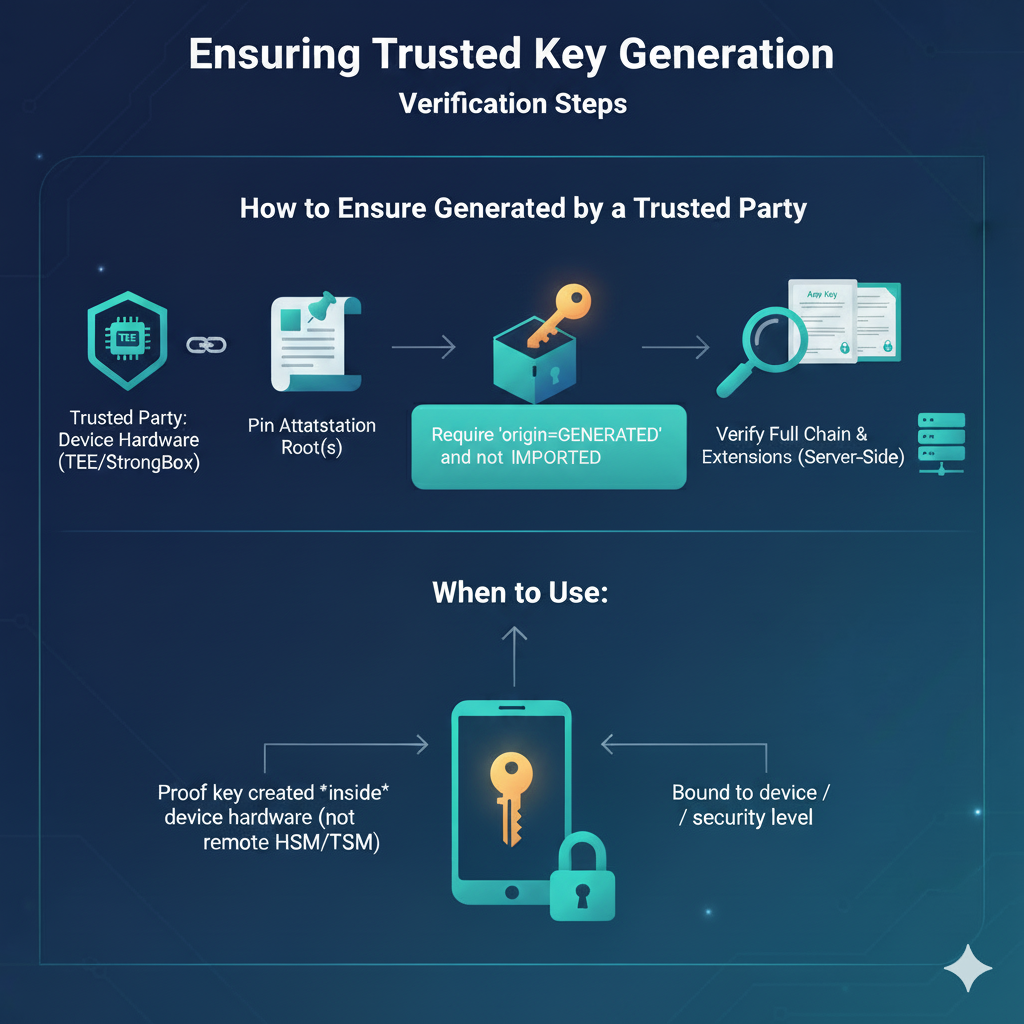 Ensuring Trusted Key Generation
Verification Steps
How to Ensure Generated by a Trusted Party
TEE
Trusted Party:
Device Hardware
(TEE/StrongBox)
Pin Attatstation
Root(s)
Require 'origin=GENERATED'
and not IMPORTED
Key
Verify Full Chain &
Extensions (Server-Side)
When to Use:
Proof key created *inside*
device hardware (not
remote HSM/TSM)
Bound to device /
/ security level